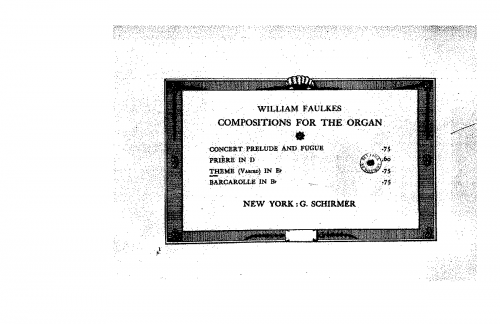 WILLIAM FAULKES
COMPOSITIONS FOR THE ORGAN
CONCERT PRELUDE AND FUGUE .75
PRIÈRE IN D .60
THEME (VARIED) IN E♭ .75
BARCAROLLE IN B♭ .75
NEW YORK : G. SCHIRMER